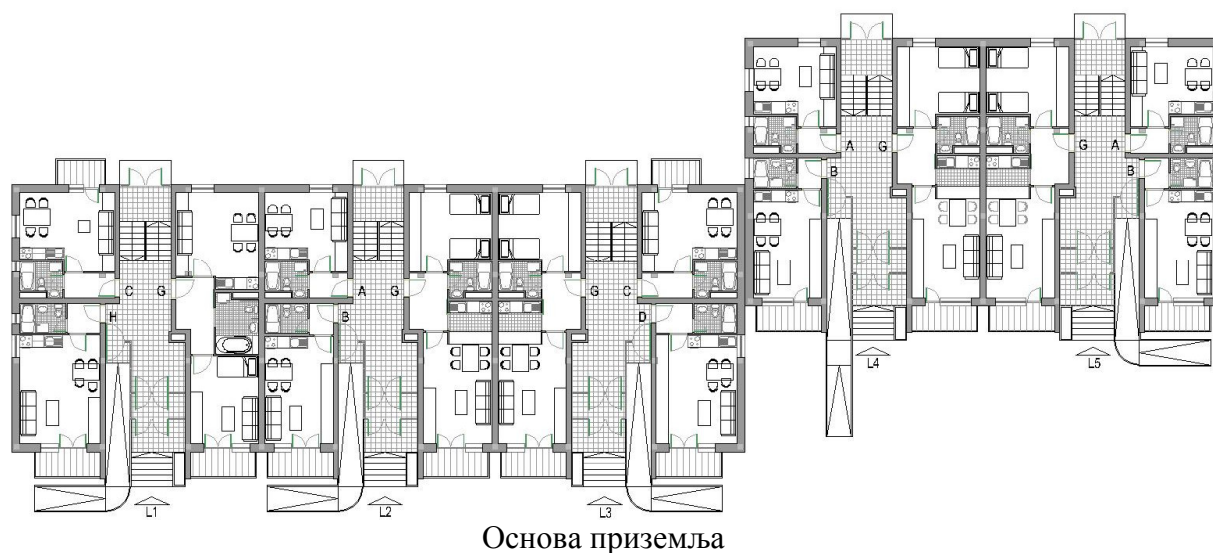 A G G A
B B
C G A G G C
H B D
L4 L5
L1 L2 L3
Основа приземља